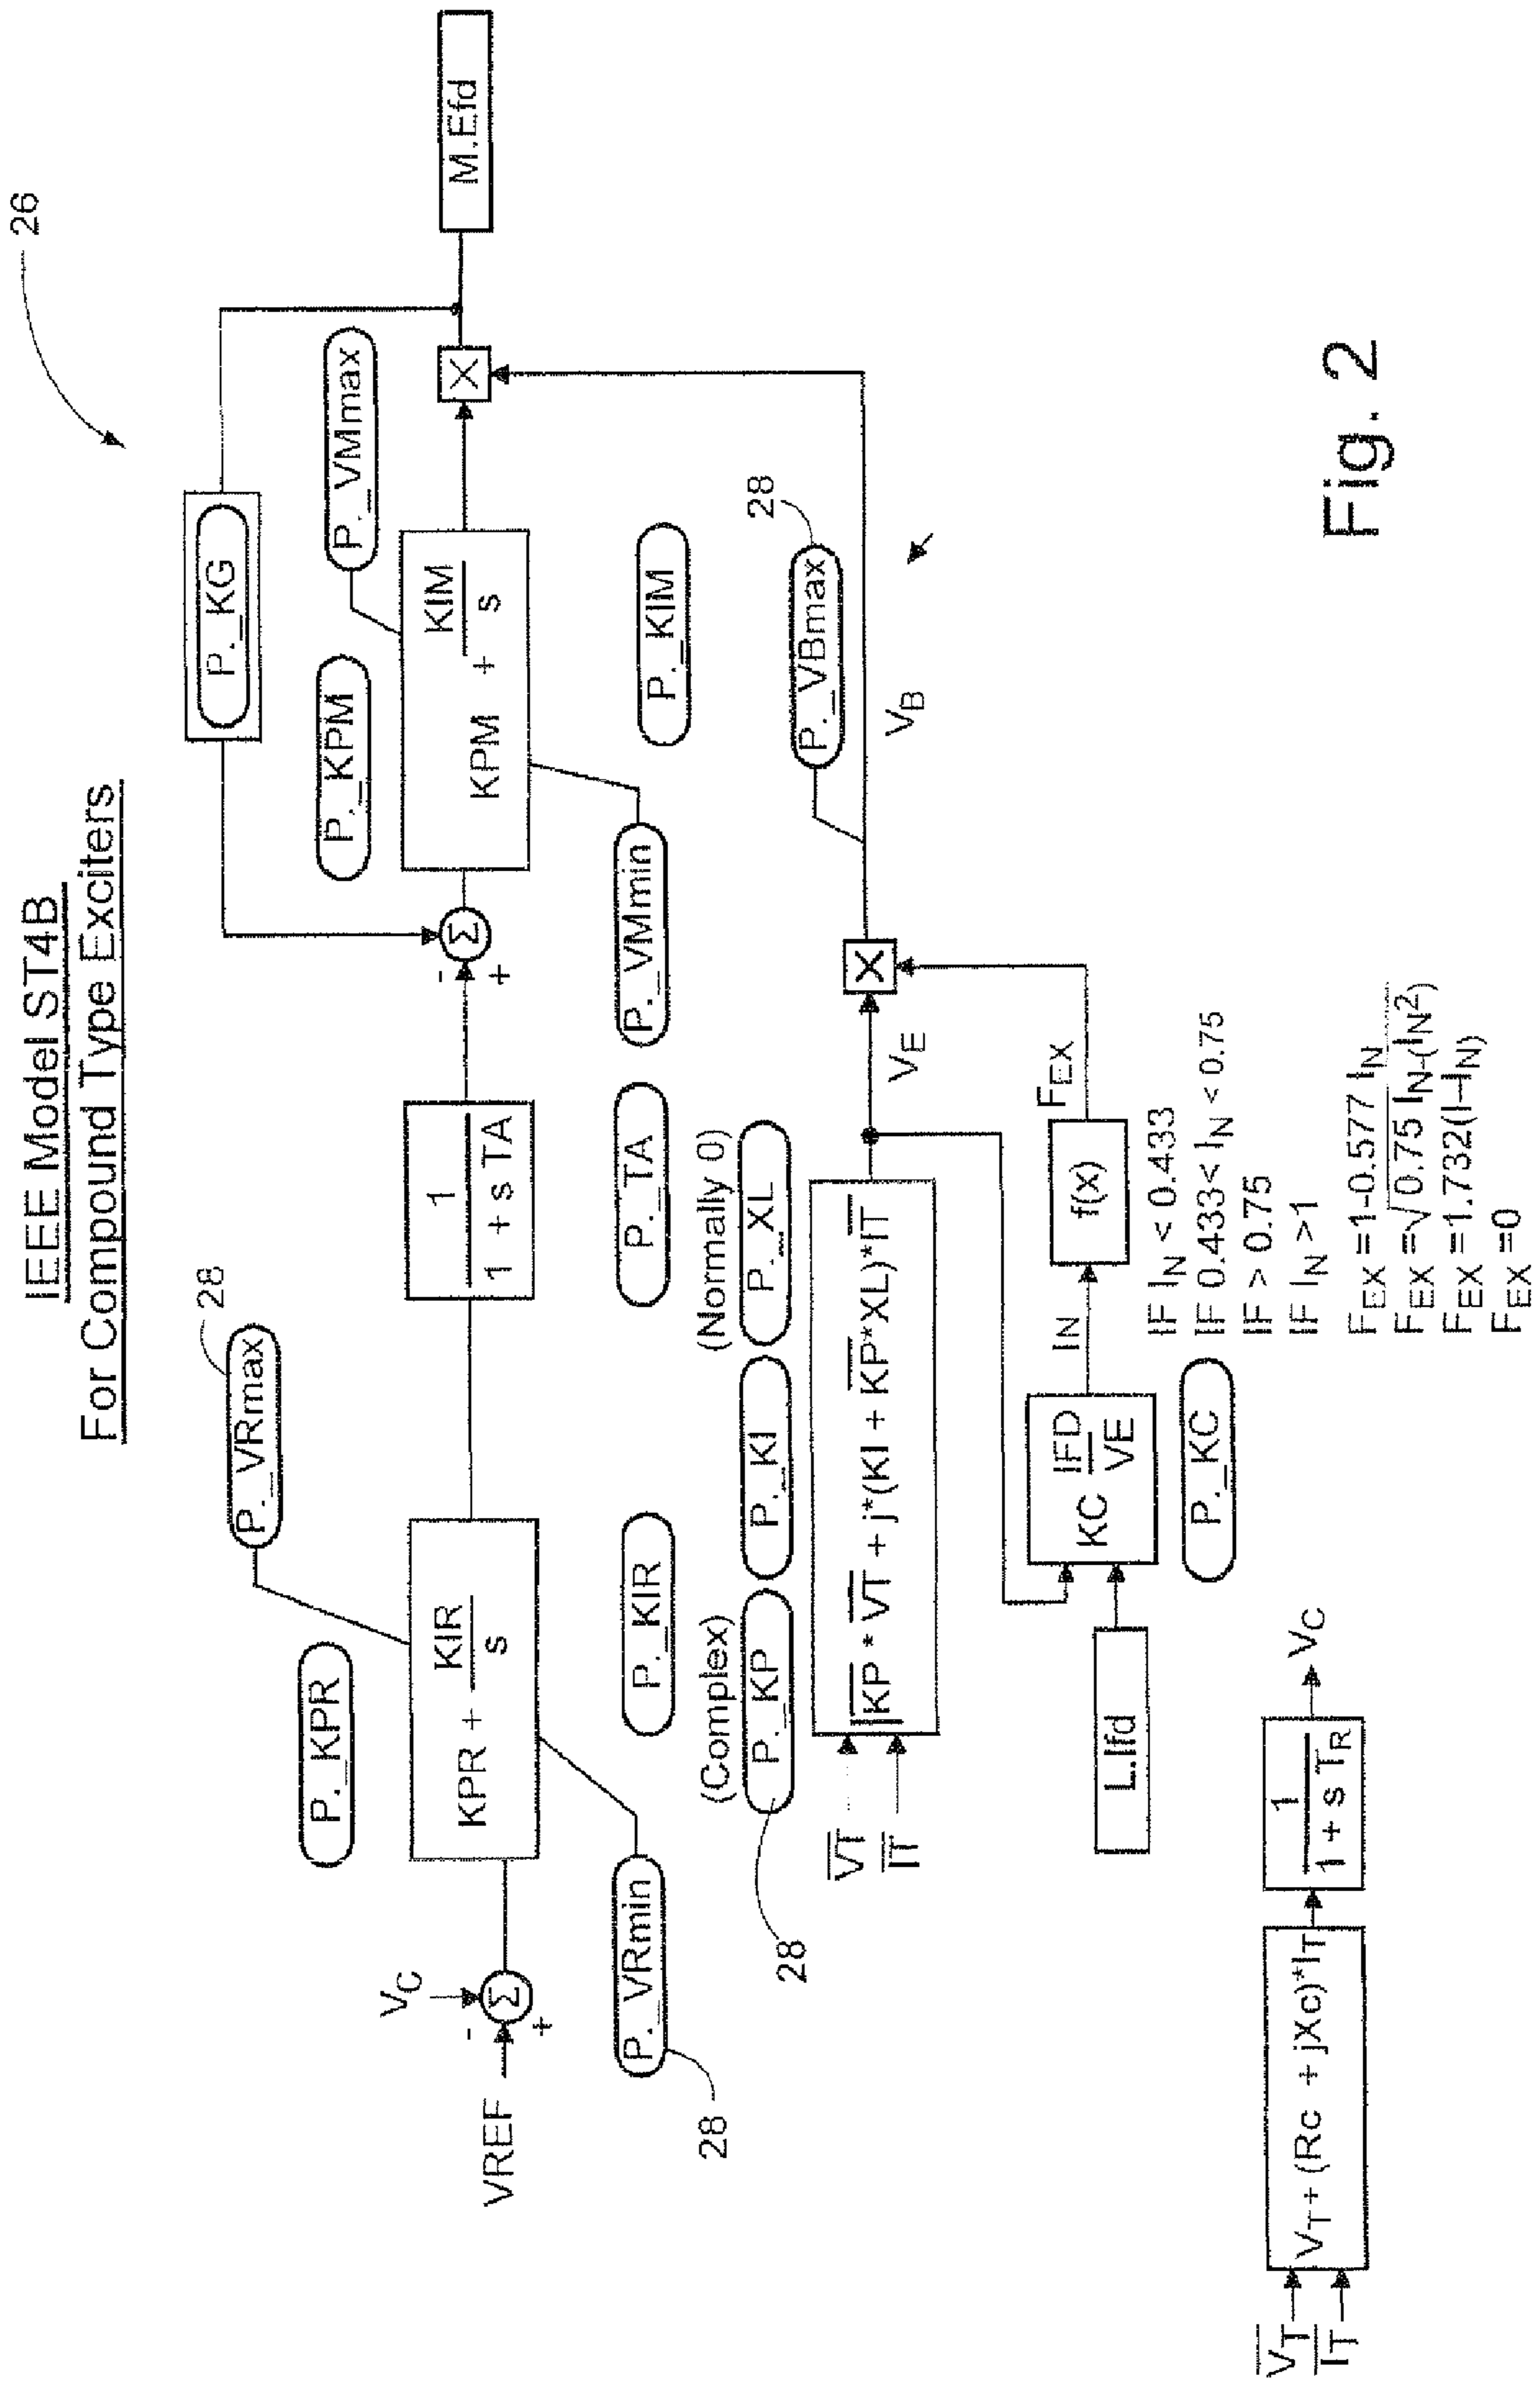 IEEE Model ST4B
For Compound Type Exciters
26
28
P._VRmax
P._KG
P._KPR
P._KPM
P._VMmax
VREF
VC
-
+
Σ
KPR + KIR/s
1/(1 + s TA)
-
+
Σ
KPM + KIM/s
X
M.Efd
P._VRmin
28
P._KIR
P._TA
P._VMmin
P._KIM
(Complex)
(Normally 0)
28
P._KP
P._KI
P._XL
P._VBmax
28
VT
IT
|KP * VT + j*(KI + KP*XL)*IT
VE
X
VB
L.Ifd
KC IFD/VE
IN
f(x)
FEX
P._KC
IF IN < 0.433
IF 0.433< IN < 0.75
IF > 0.75
IF IN >1
FEX =1-0.577 IN
FEX =√0.75 IN-(IN2)
FEX =1.732(I-IN)
FEX =0
VT
IT
VT + (Rc + jXc)*IT
1/(1 + s TR)
VC
Fig. 2